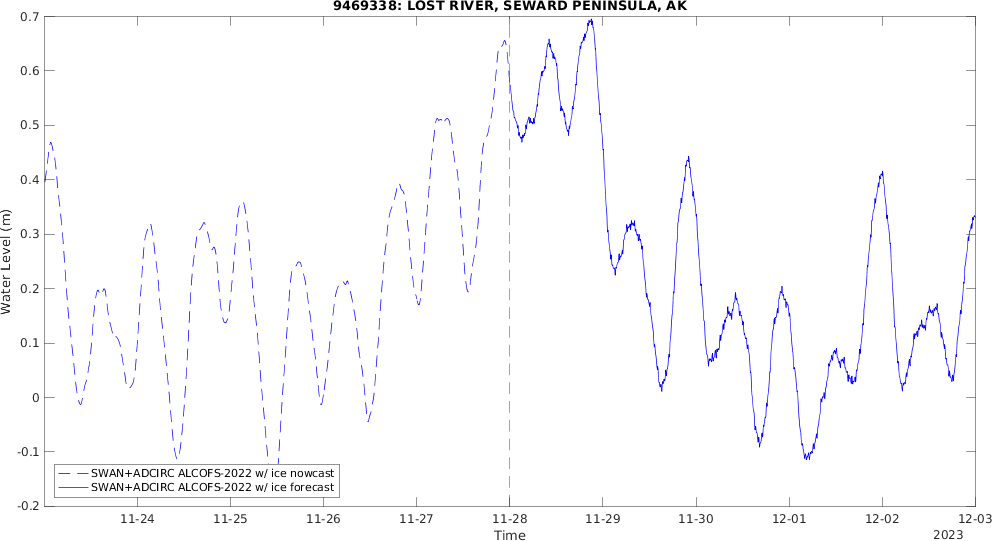 9469338: LOST RIVER, SEWARD PENINSULA, AK
0.7
0.6
0.5
0.4
0.3
0.2
0.1
0
-0.1
-0.2
Water Level (m)
SWAN+ADCIRC ALCOFS-2022 w/ ice nowcast
SWAN+ADCIRC ALCOFS-2022 w/ ice forecast
11-24 11-25 11-26 11-27 11-28 11-29 11-30 12-01 12-02 12-03
Time
2023